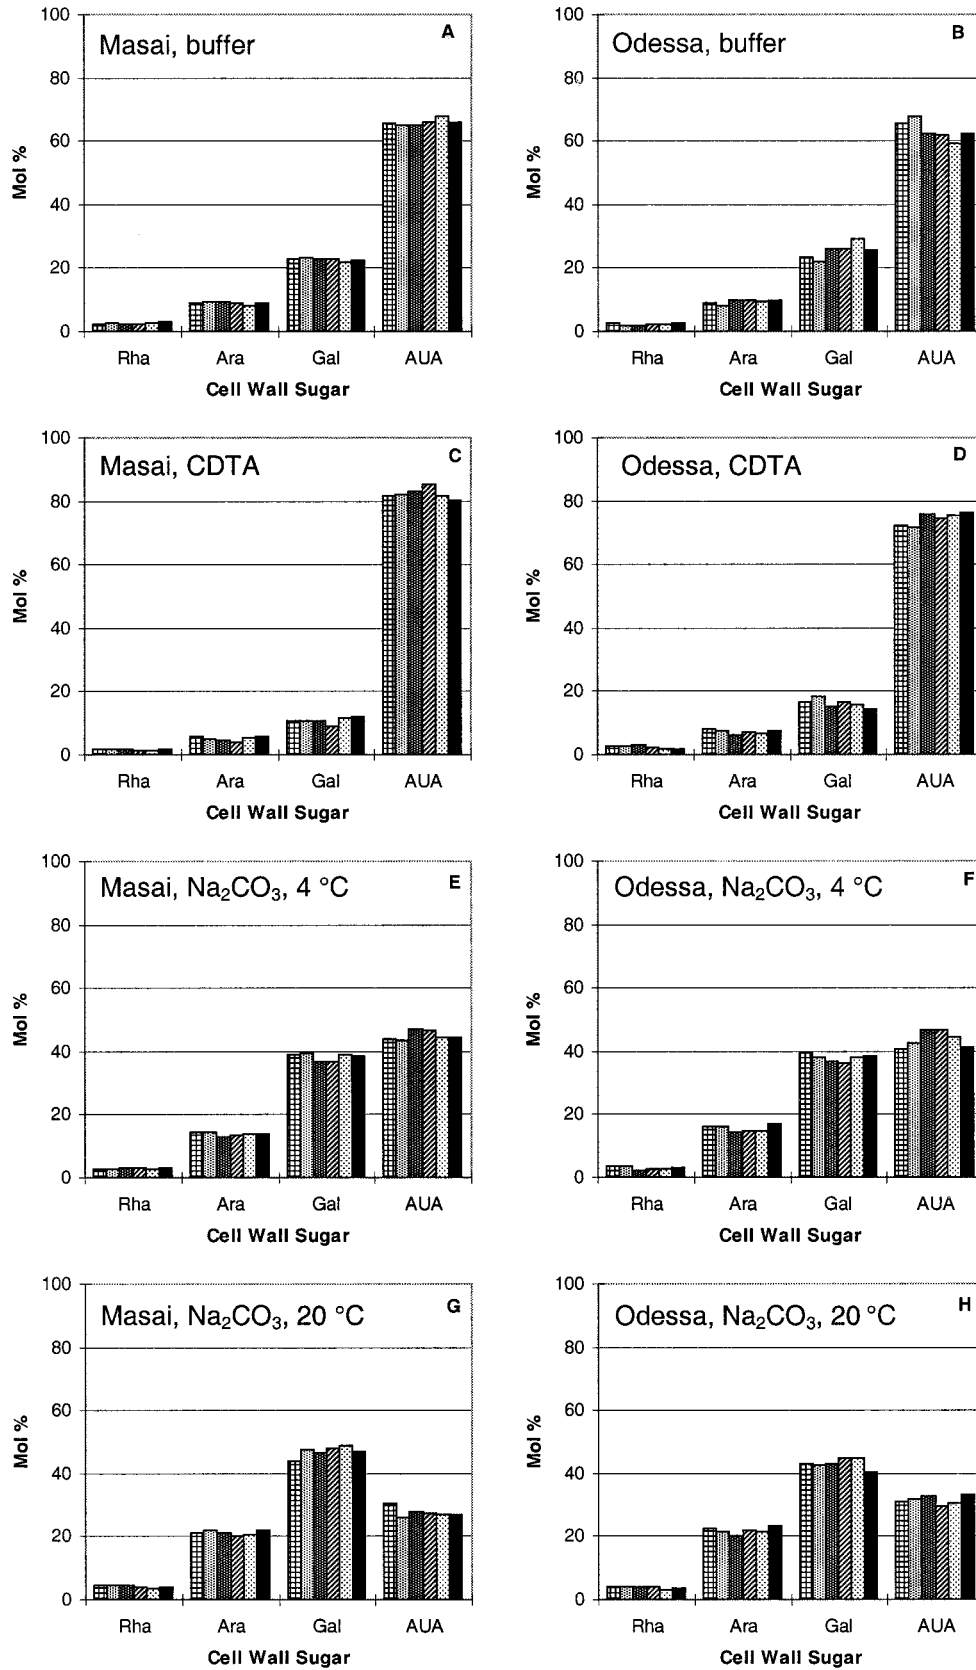 Masai, buffer
A
100
80
60
40
20
0
Mol %
Rha Ara Gal AUA
Cell Wall Sugar
Odessa, buffer
B
100
80
60
40
20
0
Mol %
Rha Ara Gal AUA
Cell Wall Sugar
Masai, CDTA
C
100
80
60
40
20
0
Mol %
Rha Ara Gal AUA
Cell Wall Sugar
Odessa, CDTA
D
100
80
60
40
20
0
Mol %
Rha Ara Gal AUA
Cell Wall Sugar
Masai, Na₂CO₃, 4 °C
E
100
80
60
40
20
0
Mol %
Rha Ara Gal AUA
Cell Wall Sugar
Odessa, Na₂CO₃, 4 °C
F
100
80
60
40
20
0
Mol %
Rha Ara Gal AUA
Cell Wall Sugar
Masai, Na₂CO₃, 20 °C
G
100
80
60
40
20
0
Mol %
Rha Ara Gal AUA
Cell Wall Sugar
Odessa, Na₂CO₃, 20 °C
H
100
80
60
40
20
0
Mol %
Rha Ara Gal AUA
Cell Wall Sugar